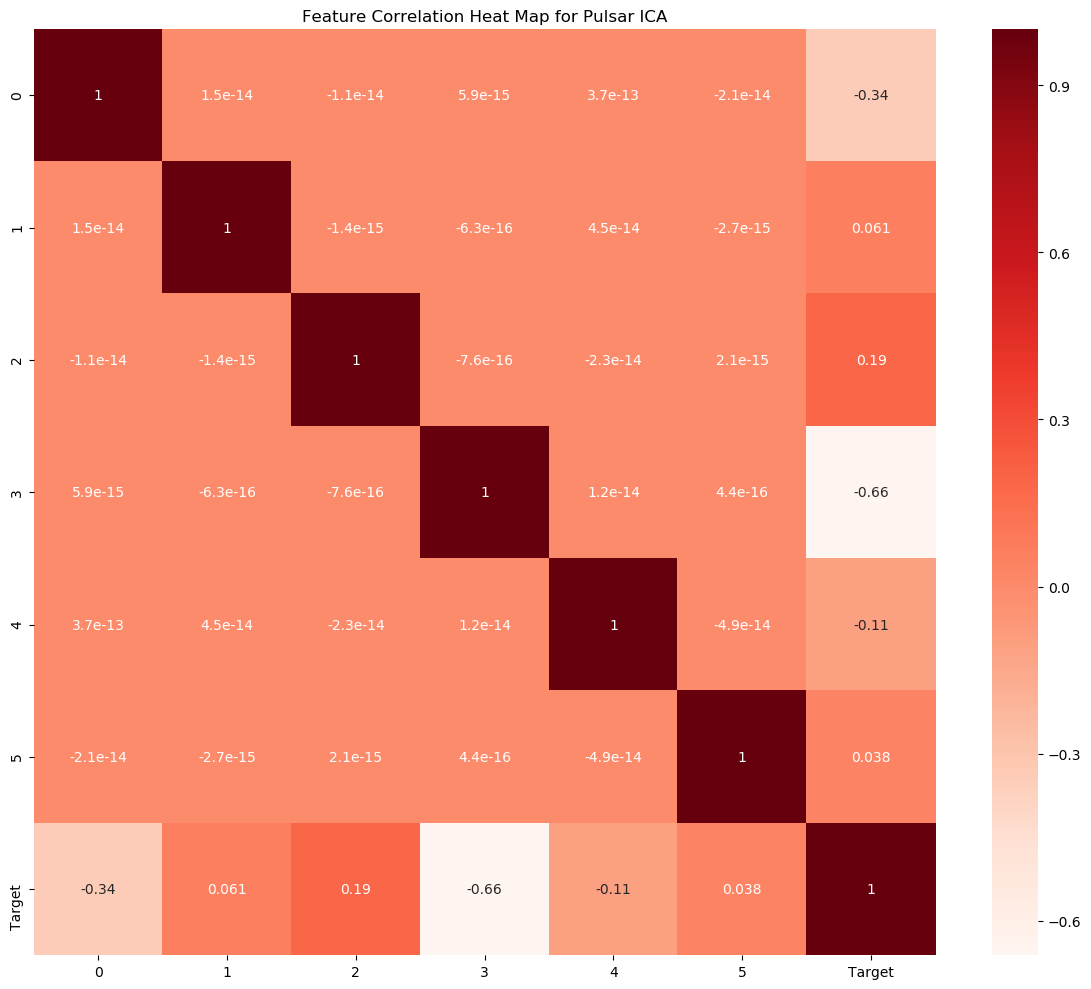 Feature Correlation Heat Map for Pulsar ICA
0 1 1.5e-14 -1.1e-14 5.9e-15 3.7e-13 -2.1e-14 -0.34
1 1.5e-14 1 -1.4e-15 -6.3e-16 4.5e-14 -2.7e-15 0.061
2 -1.1e-14 -1.4e-15 1 -7.6e-16 -2.3e-14 2.1e-15 0.19
3 5.9e-15 -6.3e-16 -7.6e-16 1 1.2e-14 4.4e-16 -0.66
4 3.7e-13 4.5e-14 -2.3e-14 1.2e-14 1 -4.9e-14 -0.11
5 -2.1e-14 -2.7e-15 2.1e-15 4.4e-16 -4.9e-14 1 0.038
Target -0.34 0.061 0.19 -0.66 -0.11 0.038 1
0 1 2 3 4 5 Target
0.9
0.6
0.3
0.0
−0.3
−0.6